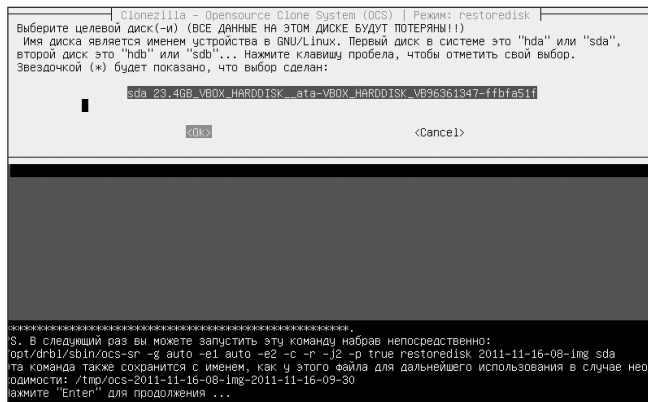 Clonezilla - Opensource Clone System (OCS) | Режим: restoredisk
Выберите целевой диск(-и) (ВСЕ ДАННЫЕ НА ЭТОМ ДИСКЕ БУДУТ ПОТЕРЯНЫ!!)
Имя диска является именем устройства в GNU/Linux. Первый диск в системе это "hda" или "sda",
второй диск это "hdb" или "sdb"... Нажмите клавишу пробела, чтобы отметить свой выбор.
Звездочкой (*) будет показано, что выбор сделан:
sda 23.4GB_VBOX_HARDDISK__ata-VBOX_HARDDISK_VB96361347-ffbfa51f
<Ok> <Cancel>
PS. В следующий раз вы можете запустить эту команду набрав непосредственно:
/opt/drbl/sbin/ocs-sr -g auto -e1 auto -e2 -c -r -j2 -p true restoredisk 2011-11-16-08-img sda
Эта команда также сохранится с именем, как у этого файла для дальнейшего использования в случае нео
ходимости: /tmp/ocs-2011-11-16-08-img-2011-11-16-09-30
Нажмите "Enter" для продолжения ...